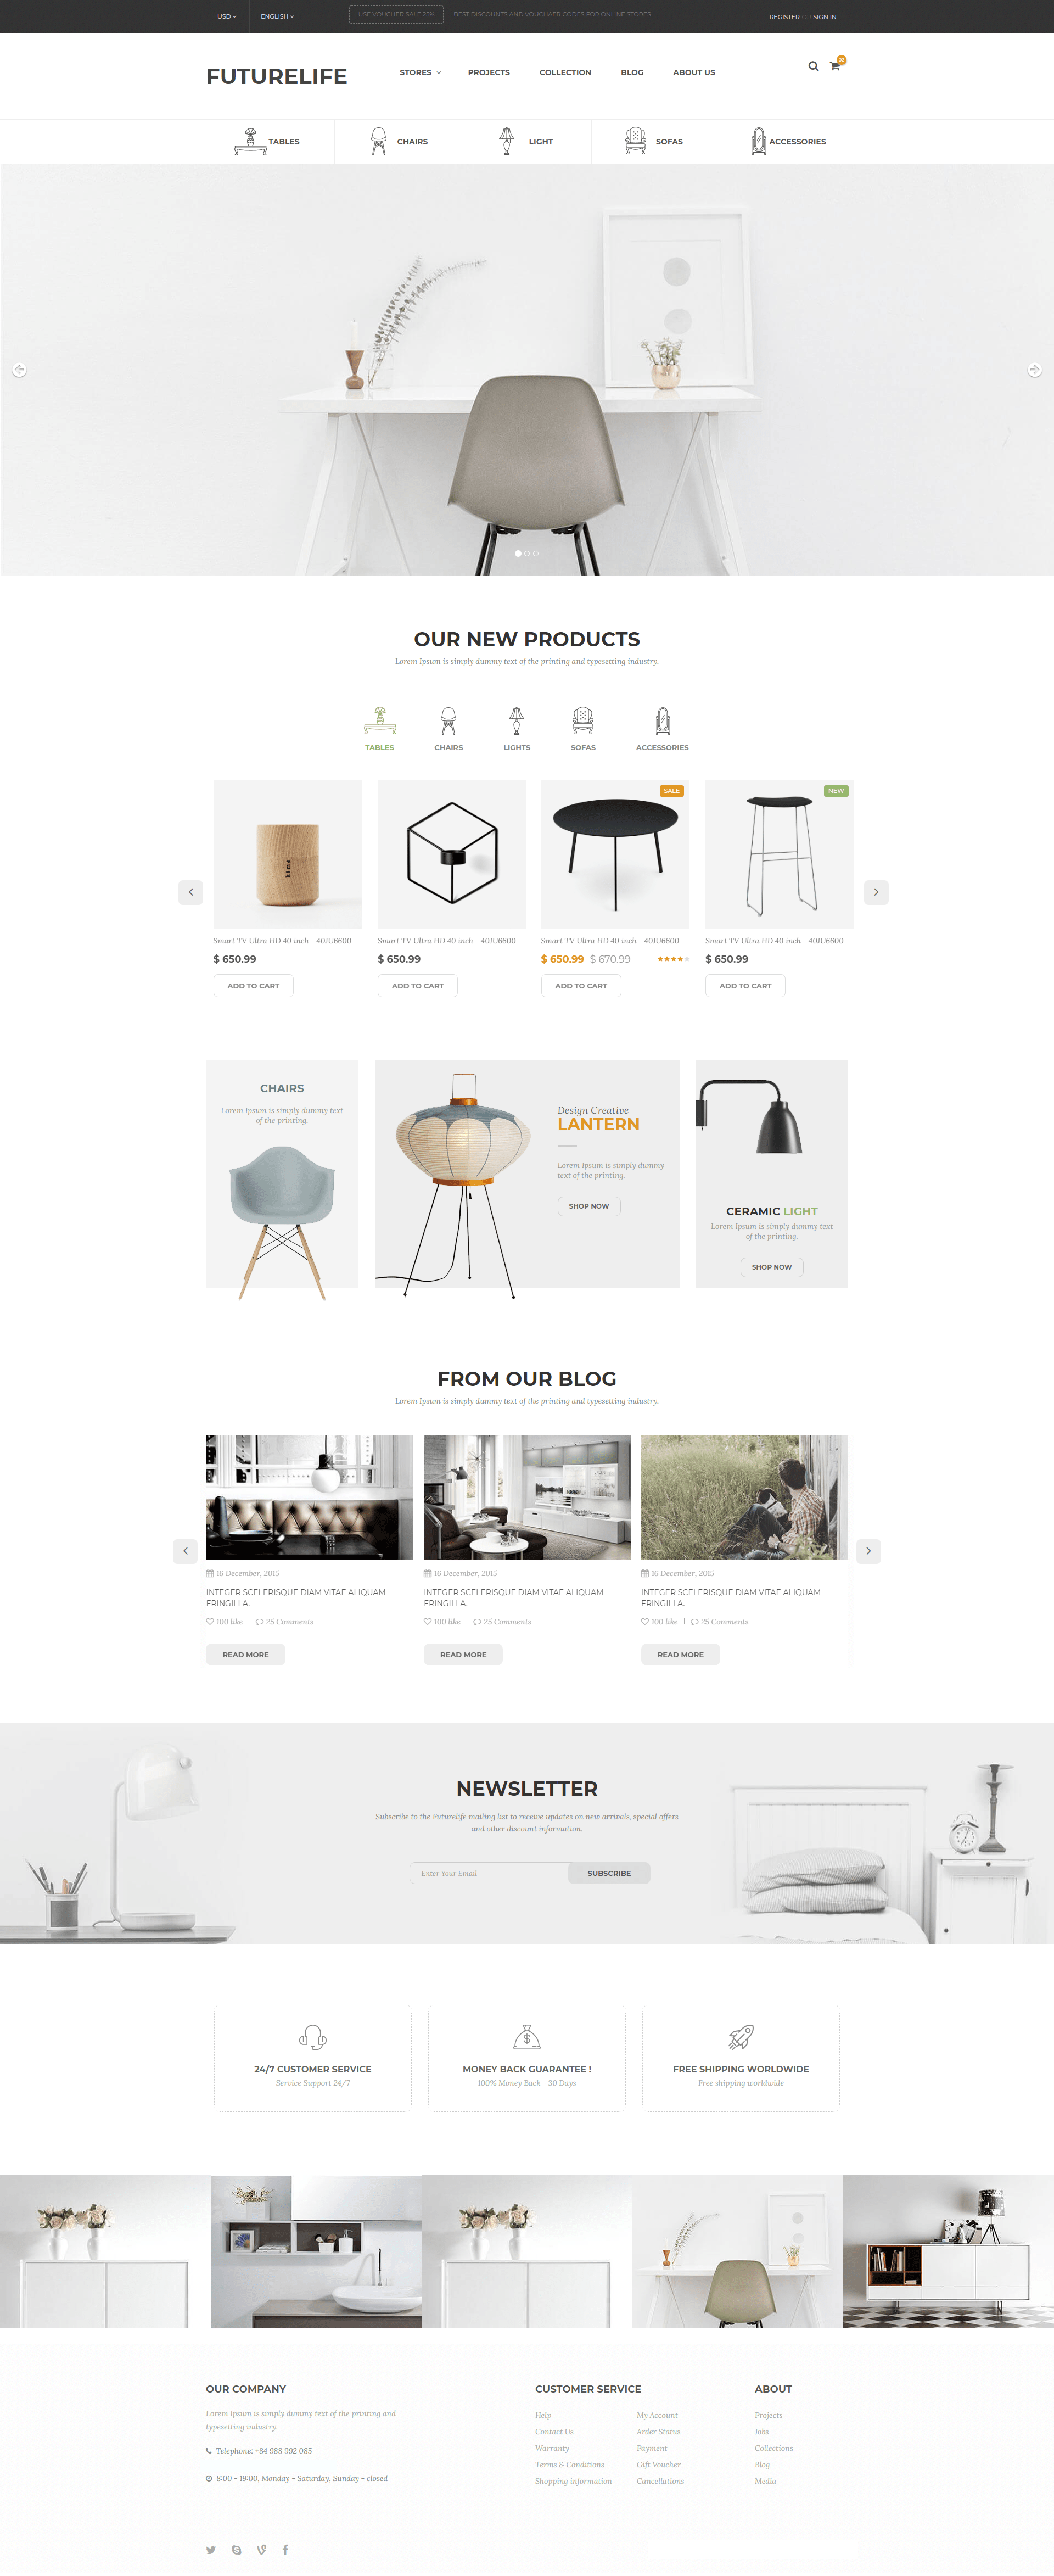 USD
ENGLISH
USE VOUCHER SALE 25%
BEST DISCOUNTS AND VOUCHAER CODES FOR ONLINE STORES
REGISTER OR SIGN IN
FUTURELIFE
STORES
PROJECTS
COLLECTION
BLOG
ABOUT US
TABLES
CHAIRS
LIGHT
SOFAS
ACCESSORIES
OUR NEW PRODUCTS
Lorem Ipsum is simply dummy text of the printing and typesetting industry.
TABLES
CHAIRS
LIGHTS
SOFAS
ACCESSORIES
kime
SALE
NEW
Smart TV Ultra HD 40 inch - 40JU6600
Smart TV Ultra HD 40 inch - 40JU6600
Smart TV Ultra HD 40 inch - 40JU6600
Smart TV Ultra HD 40 inch - 40JU6600
$ 650.99
$ 650.99
$ 650.99 $ 670.99
$ 650.99
ADD TO CART
ADD TO CART
ADD TO CART
ADD TO CART
CHAIRS
Lorem Ipsum is simply dummy text
of the printing.
Design Creative
LANTERN
Lorem Ipsum is simply dummy
text of the printing.
SHOP NOW
CERAMIC LIGHT
Lorem Ipsum is simply dummy text
of the printing.
SHOP NOW
FROM OUR BLOG
Lorem Ipsum is simply dummy text of the printing and typesetting industry.
16 December, 2015
INTEGER SCELERISQUE DIAM VITAE ALIQUAM
FRINGILLA.
100 like | 25 Comments
READ MORE
16 December, 2015
INTEGER SCELERISQUE DIAM VITAE ALIQUAM
FRINGILLA.
100 like | 25 Comments
READ MORE
16 December, 2015
INTEGER SCELERISQUE DIAM VITAE ALIQUAM
FRINGILLA.
100 like | 25 Comments
READ MORE
NEWSLETTER
Subscribe to the Futurelife mailing list to receive updates on new arrivals, special offers
and other discount information.
Enter Your Email
SUBSCRIBE
24/7 CUSTOMER SERVICE
Service Support 24/7
MONEY BACK GUARANTEE !
100% Money Back - 30 Days
FREE SHIPPING WORLDWIDE
Free shipping worldwide
OUR COMPANY
Lorem Ipsum is simply dummy text of the printing and
typesetting industry.
Telephone: +84 988 992 085
8:00 - 19:00, Monday - Saturday, Sunday - closed
CUSTOMER SERVICE
Help
Contact Us
Warranty
Terms & Conditions
Shopping information
My Account
Arder Status
Payment
Gift Voucher
Cancellations
ABOUT
Projects
Jobs
Collections
Blog
Media